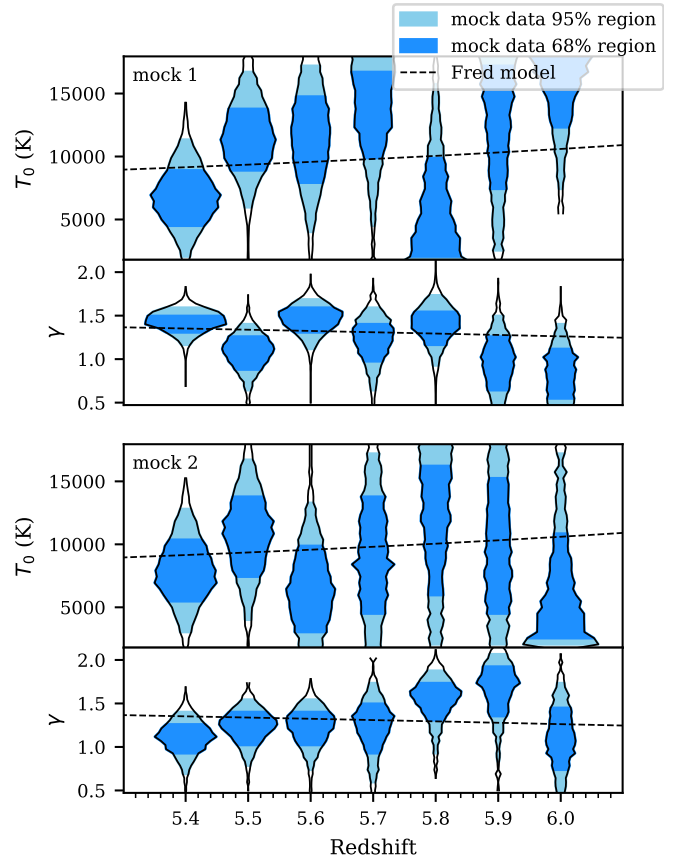 mock data 95% region
mock data 68% region
Fred model
mock 1
15000
10000
5000
T₀ (K)
2.0
1.5
1.0
0.5
γ
mock 2
15000
10000
5000
T₀ (K)
2.0
1.5
1.0
0.5
γ
5.4 5.5 5.6 5.7 5.8 5.9 6.0
Redshift